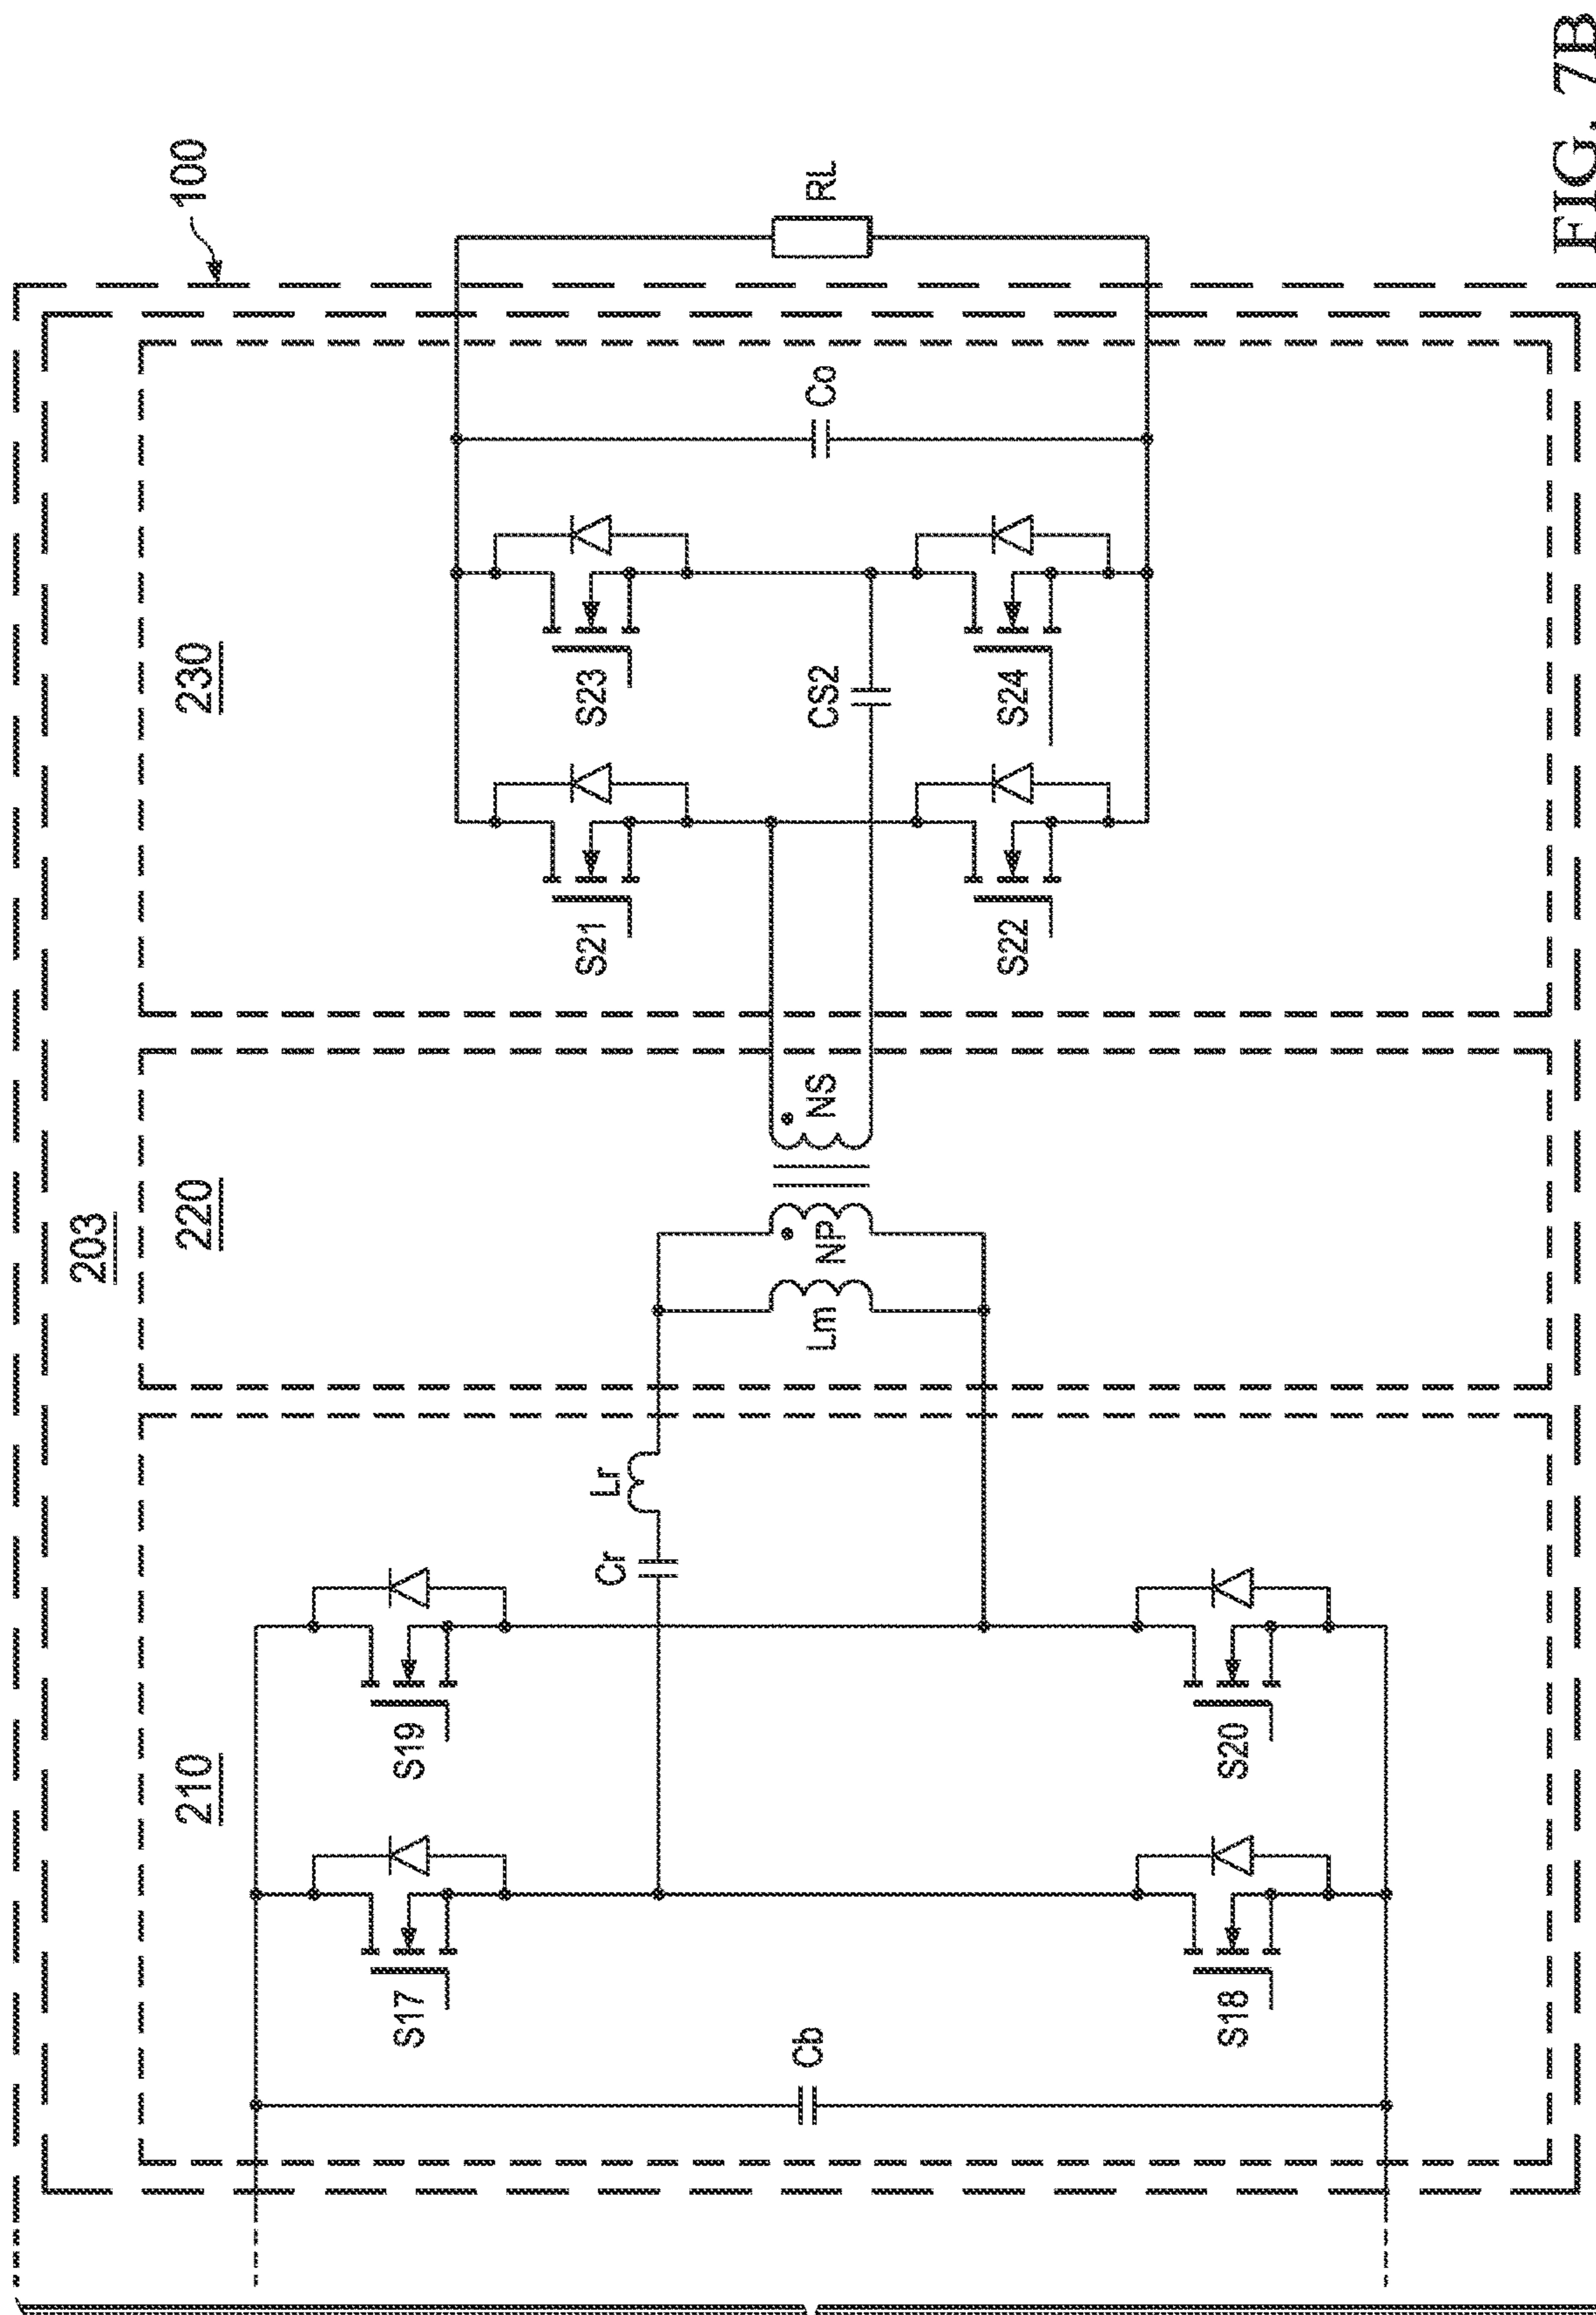 100
203
210
220
230
S17
S19
Cr
Lr
Lm
NP
NS
S21
S23
CS2
Co
RL
Cb
S18
S20
S22
S24
FIG. 7B